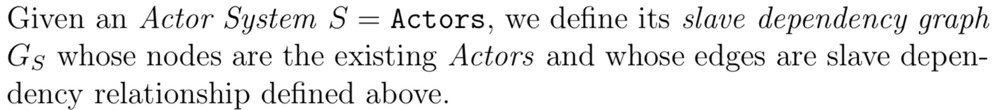 Given an Actor System S = Actors, we define its slave dependency graph
G_S whose nodes are the existing Actors and whose edges are slave depen-
dency relationship defined above.